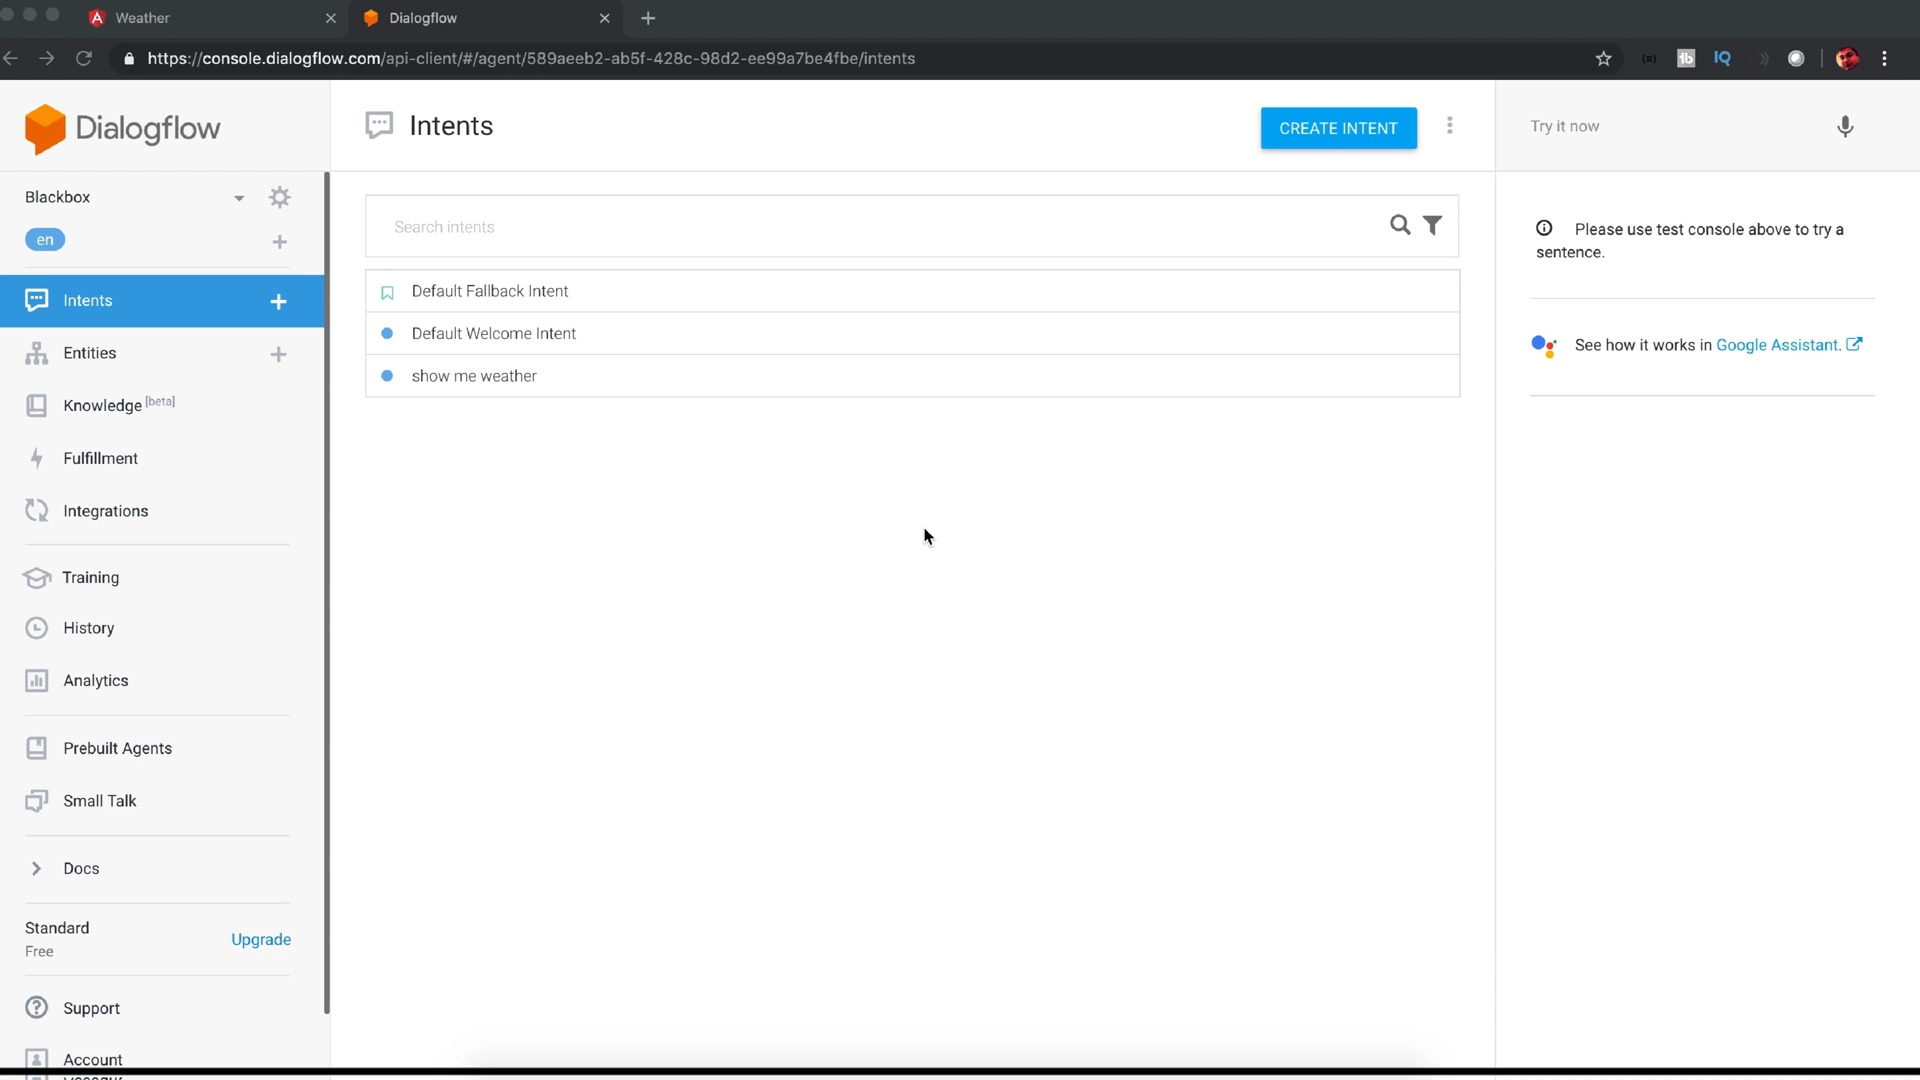 Weather
Dialogflow
https://console.dialogflow.com/api-client/#/agent/589aeeb2-ab5f-428c-98d2-ee99a7be4fbe/intents
Dialogflow
Blackbox
en
Intents
Entities
Knowledge [beta]
Fulfillment
Integrations
Training
History
Analytics
Prebuilt Agents
Small Talk
Docs
Standard
Free
Upgrade
Support
Account
Intents
CREATE INTENT
Search intents
Default Fallback Intent
Default Welcome Intent
show me weather
Try it now
Please use test console above to try a
sentence.
See how it works in Google Assistant.